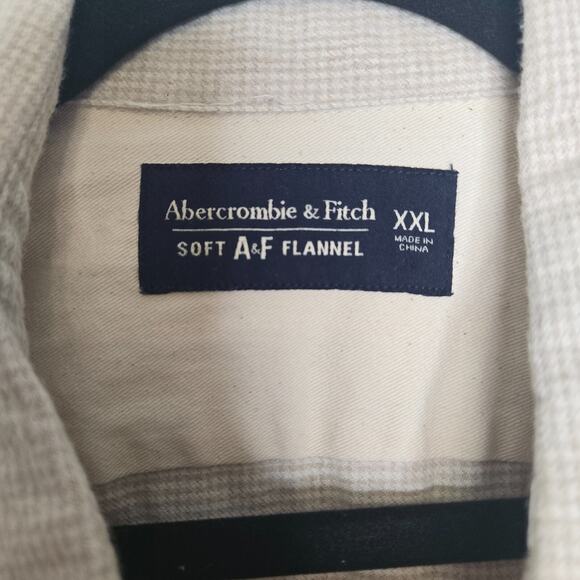 Abercrombie & Fitch
SOFT A&F FLANNEL
XXL
MADE IN
CHINA